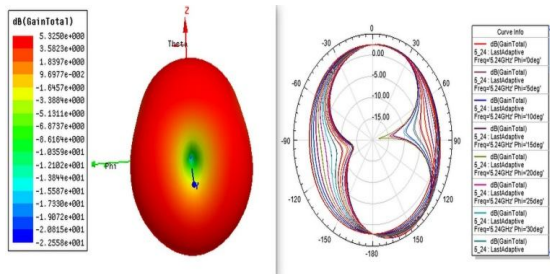 dB(GainTotal)
5.3250e+000
3.5823e+000
1.8397e+000
9.6977e-002
-1.6457e+000
-3.3884e+000
-5.1311e+000
-6.8737e+000
-8.6164e+000
-1.0359e+001
-1.2102e+001
-1.3844e+001
-1.5587e+001
-1.7330e+001
-1.9072e+001
-2.0815e+001
-2.2558e+001
Z
Theta
Phi
Y
0
-30
30
0.00
-60
60
-5.00
-10.00
-15.00
-90
90
-120
120
-150
150
-180
Curve Info
dB(GainTotal)
5_24 : LastAdaptive
Freq='5.24GHz' Phi='0deg'
dB(GainTotal)
5_24 : LastAdaptive
Freq='5.24GHz' Phi='5deg'
dB(GainTotal)
5_24 : LastAdaptive
Freq='5.24GHz' Phi='10deg'
dB(GainTotal)
5_24 : LastAdaptive
Freq='5.24GHz' Phi='15deg'
dB(GainTotal)
5_24 : LastAdaptive
Freq='5.24GHz' Phi='20deg'
dB(GainTotal)
5_24 : LastAdaptive
Freq='5.24GHz' Phi='25deg'
dB(GainTotal)
5_24 : LastAdaptive
Freq='5.24GHz' Phi='30deg'
dB(GainTotal)
5_24 : LastAdaptive